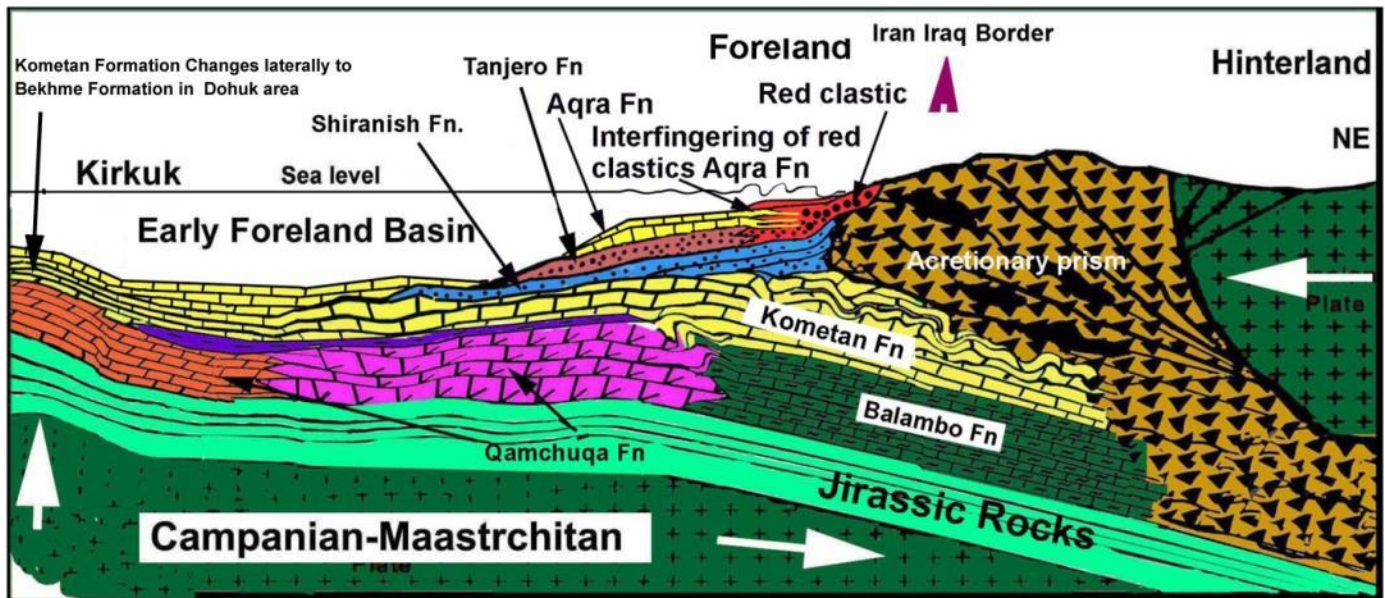 Foreland
Iran Iraq Border
Hinterland
Kometan Formation Changes laterally to
Bekhme Formation in Dohuk area
Tanjero Fn
Aqra Fn
Red clastic
Shiranish Fn.
Interfingering of red
clastics Aqra Fn
NE
Kirkuk
Sea level
Early Foreland Basin
Acretionary prism
Plate
Kometan Fn
Balambo Fn
Qamchuqa Fn
Jirassic Rocks
Campanian-Maastrchitan
Plate